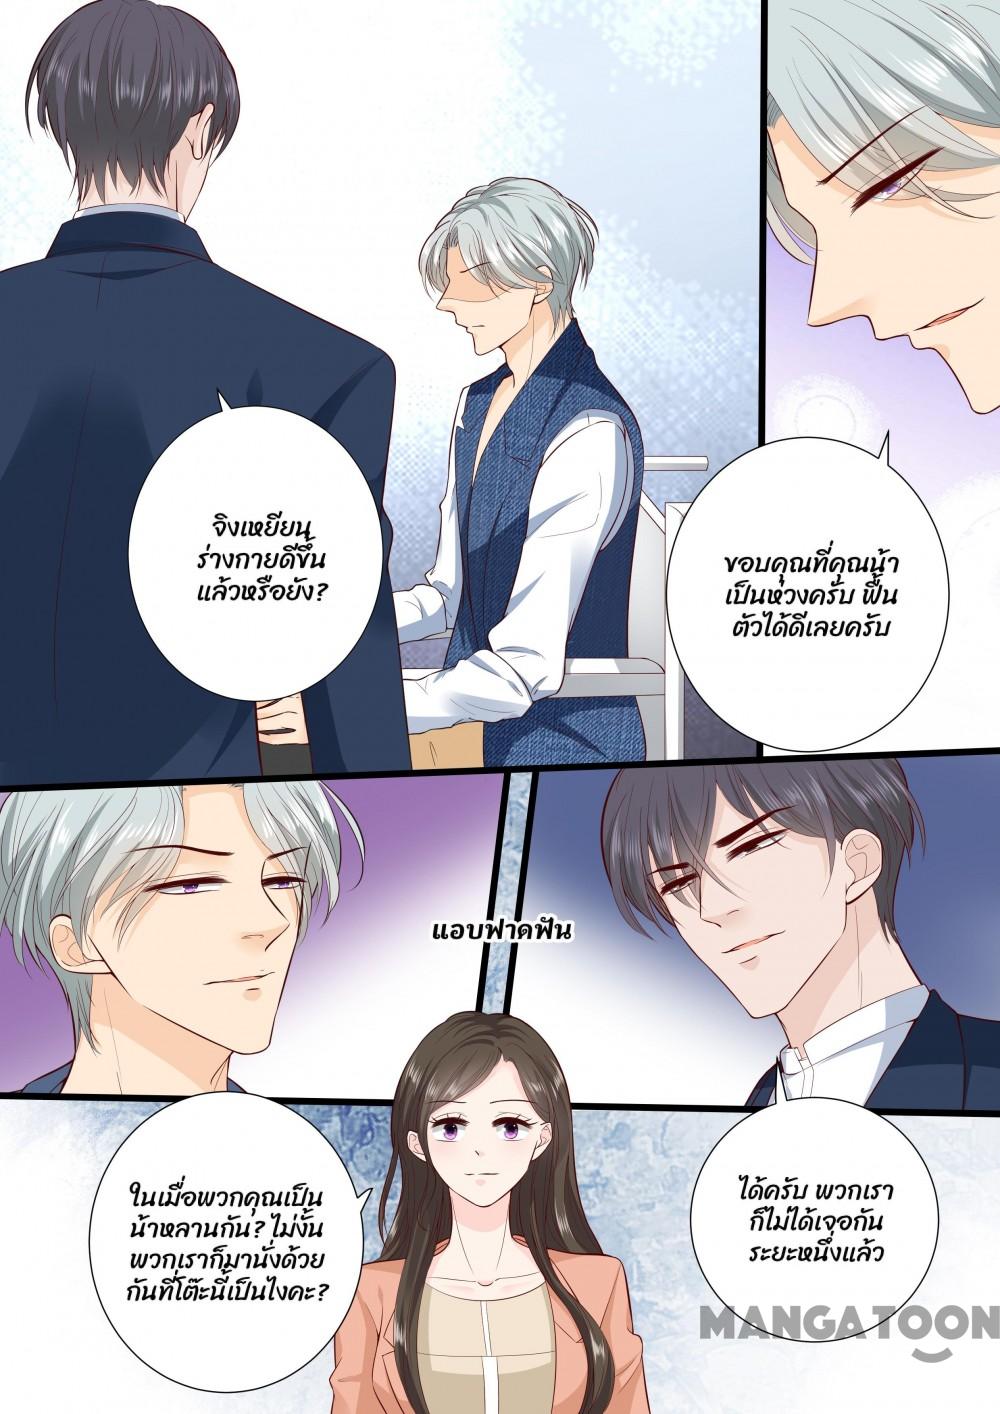 จิงเหยียน
ร่างกายดีขึ้น
แล้วหรือยัง?
ขอบคุณที่คุณน้า
เป็นห่วงครับ ฟื้น
ตัวได้ดีเลยครับ
แอบฟาดฟัน
ในเมื่อพวกคุณเป็น
น้าหลานกัน? ไม่งั้น
พวกเราก็มานั่งด้วย
กันที่โต๊ะนี้เป็นไงคะ?
ได้ครับ พวกเรา
ก็ไม่ได้เจอกัน
ระยะหนึ่งแล้ว
MANGATOON